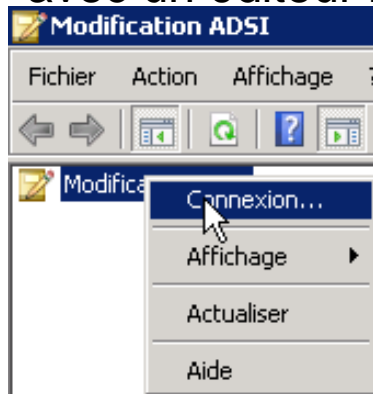 Modification ADSI
Fichier Action Affichage ?
Modifica
Connexion...
Affichage
Actualiser
Aide